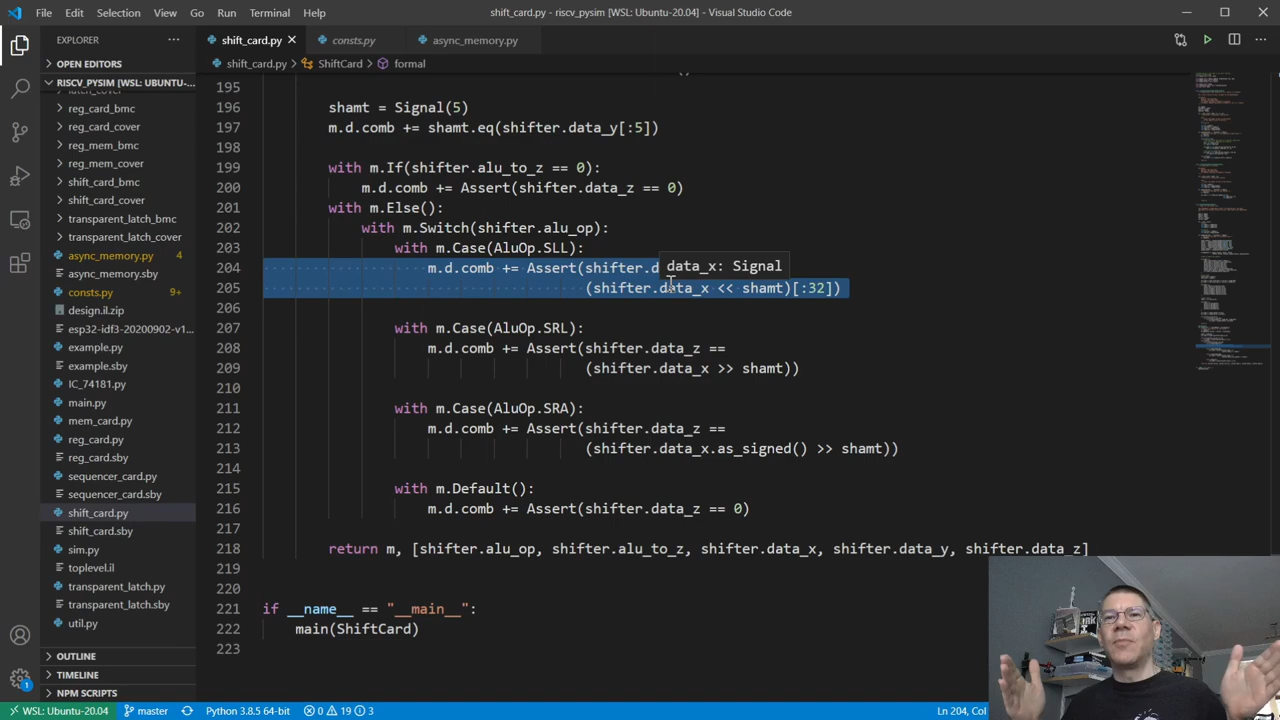 File Edit Selection View Go Run Terminal Help
shift_card.py - riscv_pysim [WSL: Ubuntu-20.04] - Visual Studio Code
EXPLORER
shift_card.py
consts.py
async_memory.py
OPEN EDITORS
shift_card.py > ShiftCard > formal
RISCV_PYSIM [WSL: UBUNTU-20.04]
reg_card_bmc
reg_card_cover
reg_mem_bmc
reg_mem_cover
shift_card_bmc
shift_card_cover
transparent_latch_bmc
transparent_latch_cover
async_memory.py 4
async_memory.sby
consts.py 9+
design.il.zip
esp32-idf3-20200902-v1...
example.py
example.sby
IC_74181.py
main.py
mem_card.py
reg_card.py
reg_card.sby
sequencer_card.py
sequencer_card.sby
shift_card.py
shift_card.sby
sim.py
toplevel.il
transparent_latch.py
transparent_latch.sby
util.py
OUTLINE
TIMELINE
NPM SCRIPTS
195
196 shamt = Signal(5)
197 m.d.comb += shamt.eq(shifter.data_y[:5])
198
199 with m.If(shifter.alu_to_z == 0):
200 m.d.comb += Assert(shifter.data_z == 0)
201 with m.Else():
202 with m.Switch(shifter.alu_op):
203 with m.Case(AluOp.SLL):
204 m.d.comb += Assert(shifter.d
data_x: Signal
205 (shifter.data_x << shamt)[:32])
206
207 with m.Case(AluOp.SRL):
208 m.d.comb += Assert(shifter.data_z ==
209 (shifter.data_x >> shamt))
210
211 with m.Case(AluOp.SRA):
212 m.d.comb += Assert(shifter.data_z ==
213 (shifter.data_x.as_signed() >> shamt))
214
215 with m.Default():
216 m.d.comb += Assert(shifter.data_z == 0)
217
218 return m, [shifter.alu_op, shifter.alu_to_z, shifter.data_x, shifter.data_y, shifter.data_z]
219
220
221 if __name__ == "__main__":
222 main(ShiftCard)
223
1
WSL: Ubuntu-20.04 master Python 3.8.5 64-bit 0 19 3
Ln 204, Col